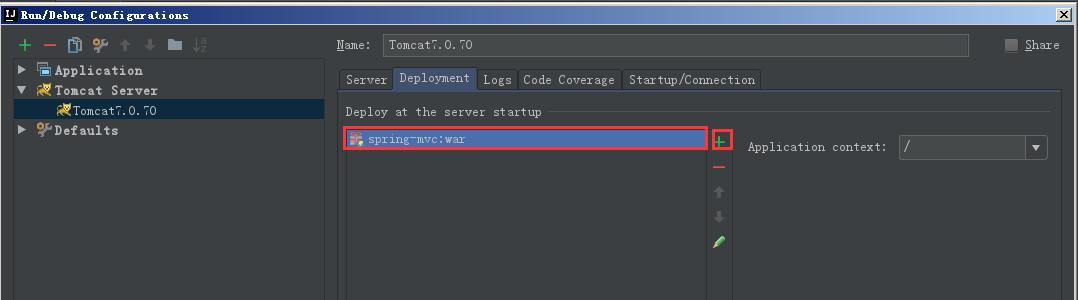 Run/Debug Configurations
Name: Tomcat7.0.70
Share
Application
Tomcat Server
Tomcat7.0.70
Defaults
Server Deployment Logs Code Coverage Startup/Connection
Deploy at the server startup
spring-mvc:war
Application context: /